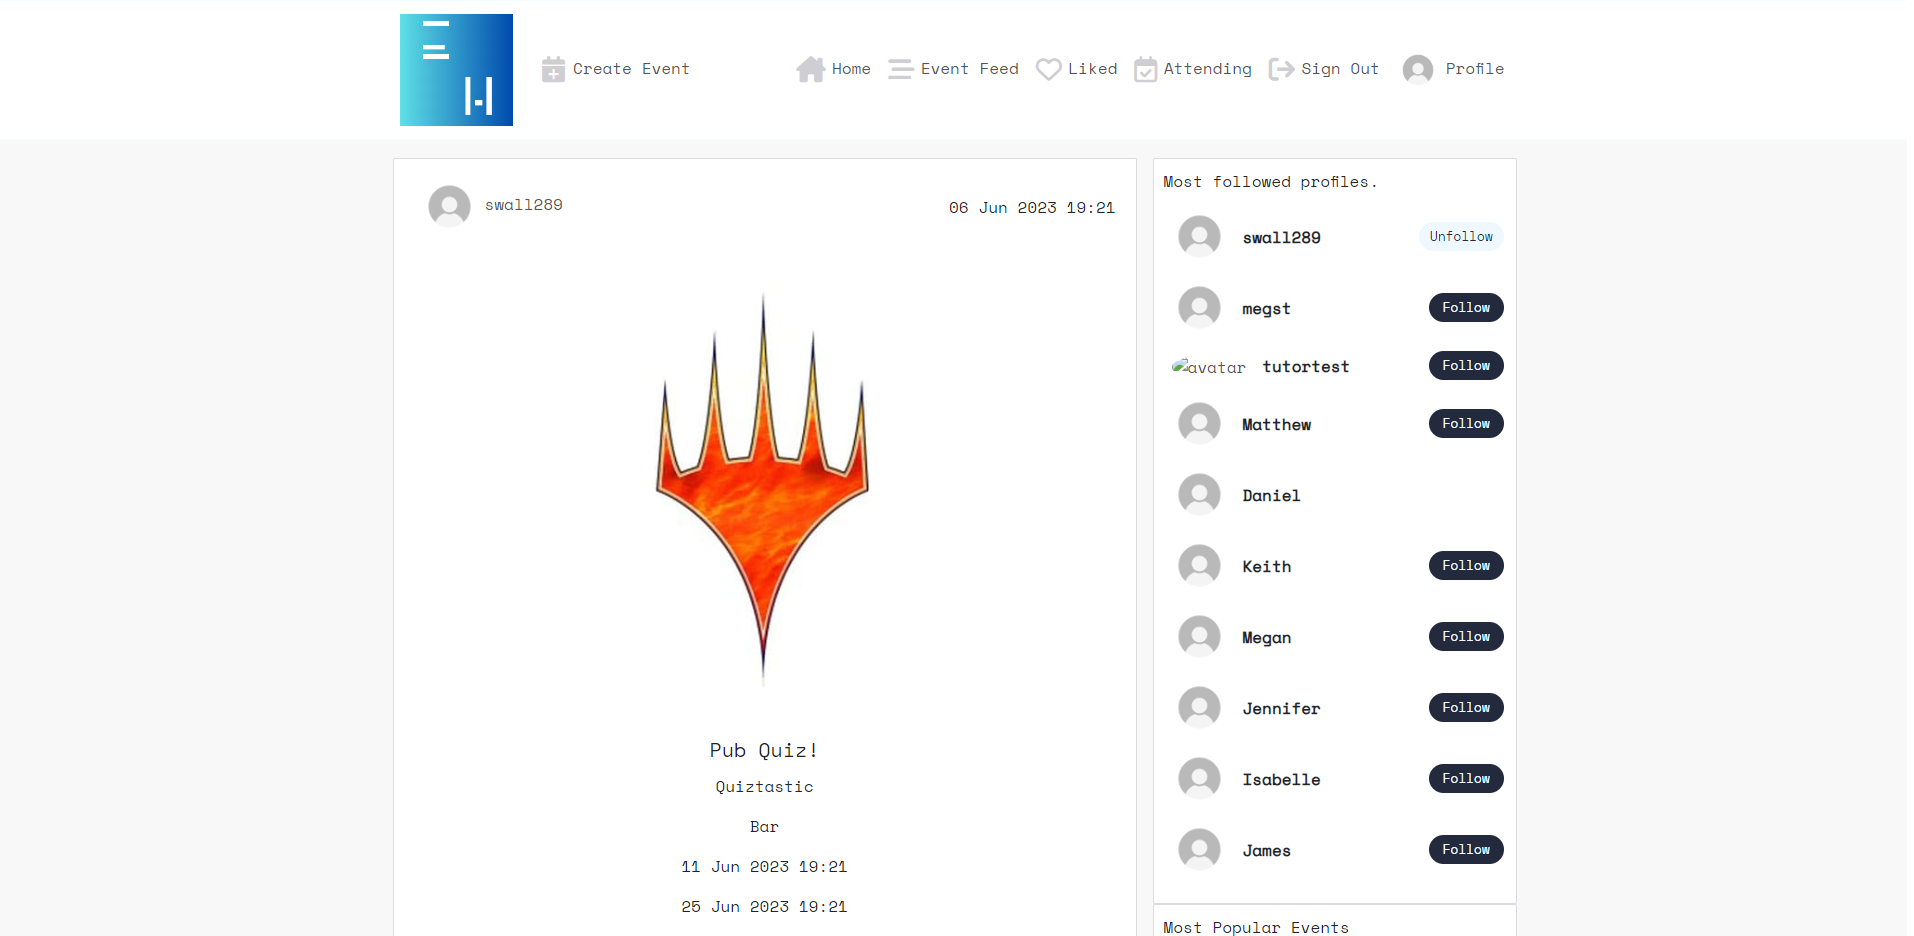 Create Event Home Event Feed Liked Attending Sign Out Profile
swall289 06 Jun 2023 19:21
Pub Quiz!
Quiztastic
Bar
11 Jun 2023 19:21
25 Jun 2023 19:21
Most followed profiles.
swall289 Unfollow
megst Follow
avatar tutortest Follow
Matthew Follow
Daniel
Keith Follow
Megan Follow
Jennifer Follow
Isabelle Follow
James Follow
Most Popular Events